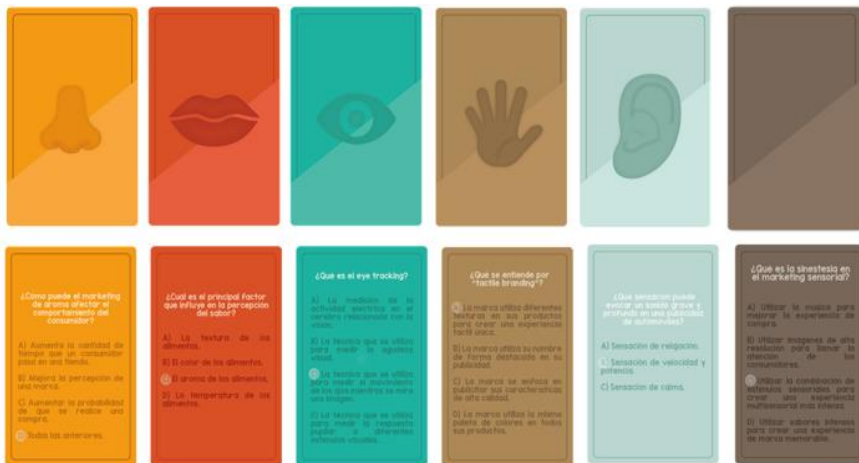 ¿Cómo puede el marketing
de aroma afectar el
comportamiento del
consumidor?
A) Aumenta la cantidad de
tiempo que un consumidor
pasa en una tienda.
B) Mejora la percepción de
una marca.
C) Aumentar la probabilidad
de que se realice una
compra.
D) Todas las anteriores.
¿Cuál es el principal factor
que influye en la percepción
del sabor?
A) La textura de los
alimentos.
B) El color de los alimentos.
C) El aroma de los alimentos.
D) La temperatura de los
alimentos.
¿Qué es el eye tracking?
A) La medición de la
actividad eléctrica en el
cerebro relacionada con la
visión.
B) La técnica que se utiliza
para medir la agudeza
visual.
C) La técnica que se utiliza
para medir el movimiento
de los ojos mientras se mira
una imagen.
D) La técnica que se utiliza
para medir la respuesta
pupilar a diferentes
estímulos visuales.
¿Qué se entiende por
"tactile branding"?
A) La marca utiliza diferentes
texturas en sus productos
para crear una experiencia
táctil única.
B) La marca utiliza su nombre
de forma destacada en su
publicidad.
C) La marca se enfoca en
publicitar sus características
de alta calidad.
D) La marca utiliza la misma
paleta de colores en todos
sus productos.
¿Qué sensación puede
evocar un sonido grave y
profundo en una publicidad
de automóviles?
A) Sensación de relajación.
B) Sensación de velocidad y
potencia.
C) Sensación de calma.
¿Qué es la sinestesia en
el marketing sensorial?
A) Utilizar la música para
mejorar la experiencia de
compra.
B) Utilizar imágenes de alta
resolución para llamar la
atención de los
consumidores.
C) Utilizar la combinación de
estímulos sensoriales para
crear una experiencia
multisensorial más intensa.
D) Utilizar sabores intensos
para crear una experiencia
de marca memorable.